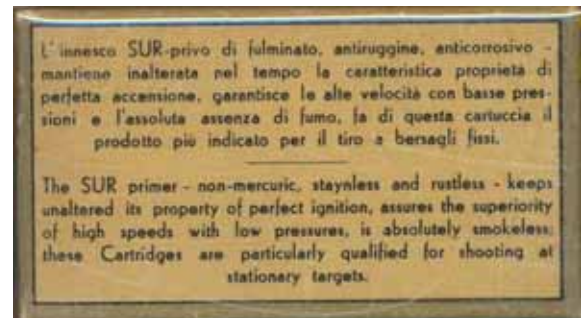 L' innesco SUR-privo di fulminato, antiruggine, anticorrosivo -
mantiene inalterata nel tempo la caratteristica proprietà di
perfetta accensione, garantisce le alte velocità con basse pres-
sioni e l'assoluta assenza di fumo, fa di questa cartuccia il
prodotto più indicato per il tiro a bersagli fissi.
The SUR primer - non-mercuric, staynless and rustless - keeps
unaltered its property of perfect ignition, assures the superiority
of high speeds with low pressures, is absolutely smokeless;
these Cartridges are particularly qualified for shooting at
stationary targets.